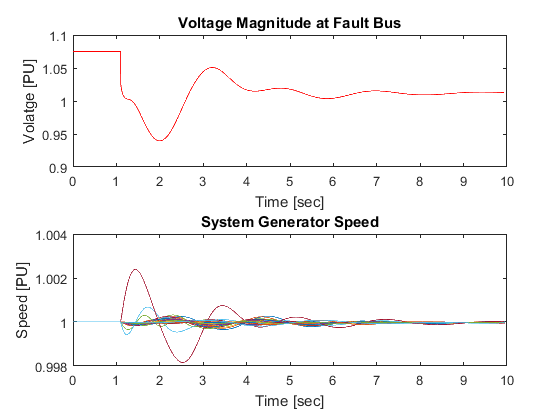 Voltage Magnitude at Fault Bus
1.1
1.05
1
0.95
0.9
Volatge [PU]
0 1 2 3 4 5 6 7 8 9 10
Time [sec]
System Generator Speed
1.004
1.002
1
0.998
Speed [PU]
0 1 2 3 4 5 6 7 8 9 10
Time [sec]